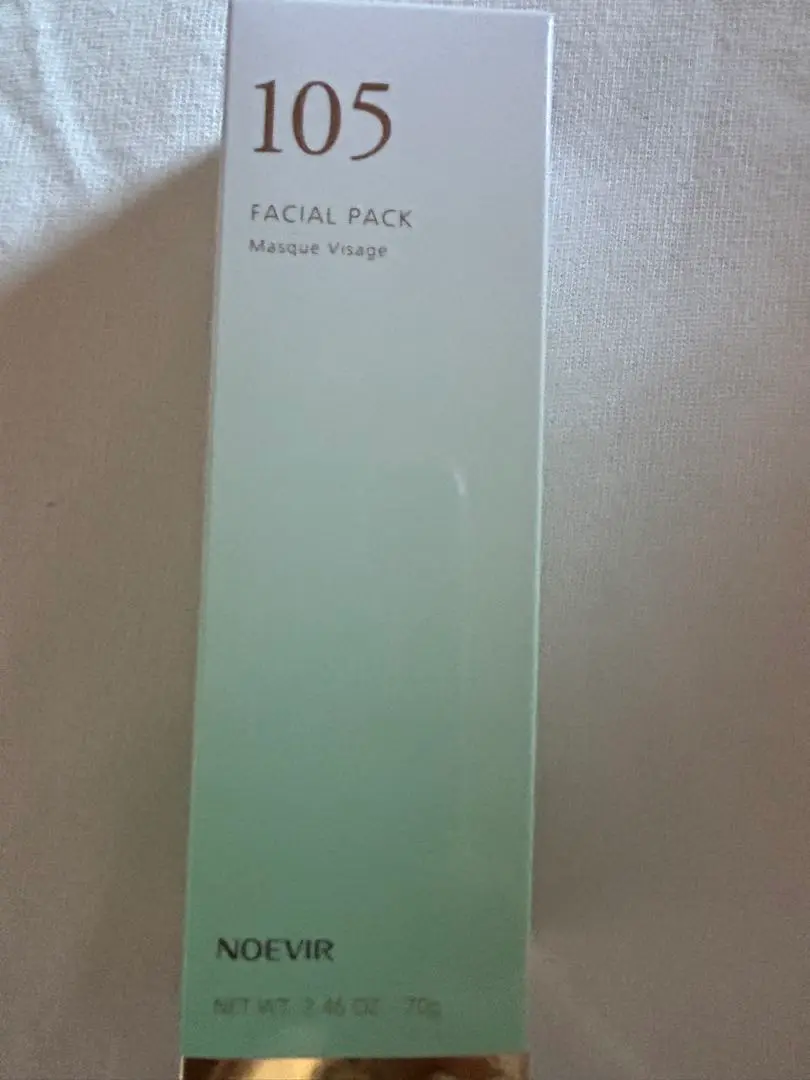 105
FACIAL PACK
Masque Visage
NOEVIR
NET WT. 2.46 OZ 70g